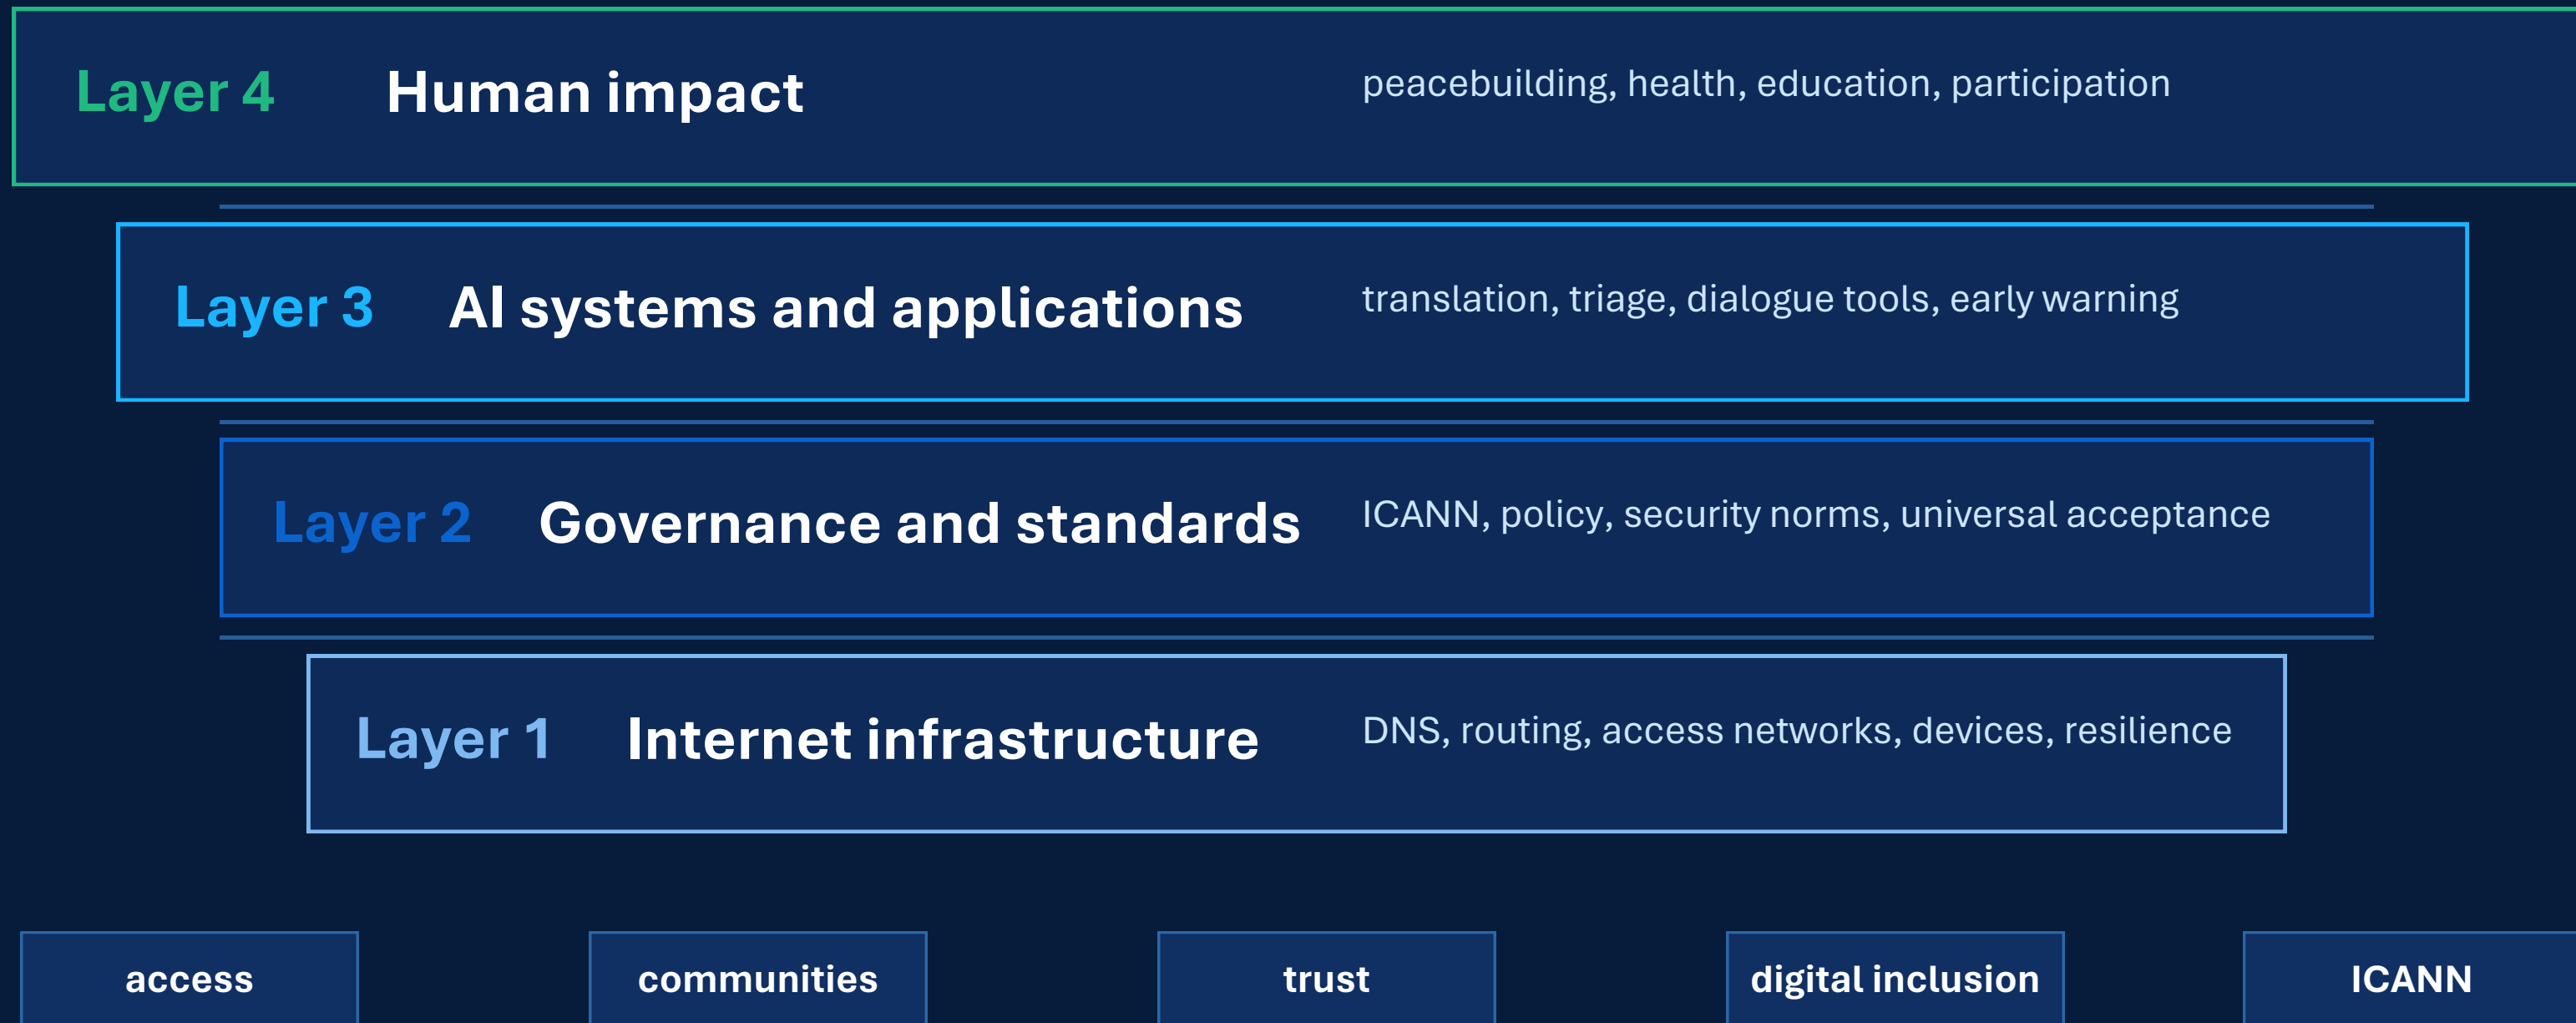 Layer 4 Human impact peacebuilding, health, education, participation
Layer 3 AI systems and applications translation, triage, dialogue tools, early warning
Layer 2 Governance and standards ICANN, policy, security norms, universal acceptance
Layer 1 Internet infrastructure DNS, routing, access networks, devices, resilience
access communities trust digital inclusion ICANN